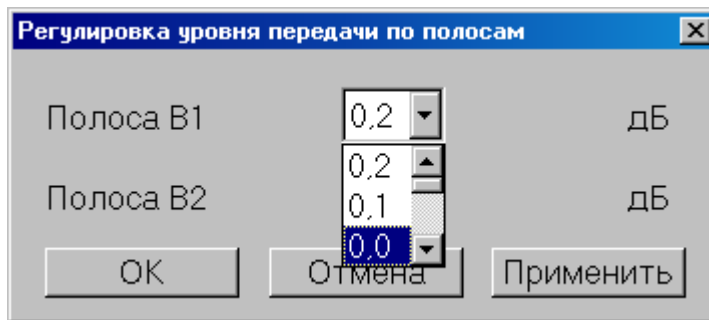 Регулировка уровня передачи по полосам
Полоса В1 0,2 дБ
0,2
Полоса В2 0,1 дБ
0,0
ОК Отмена Применить